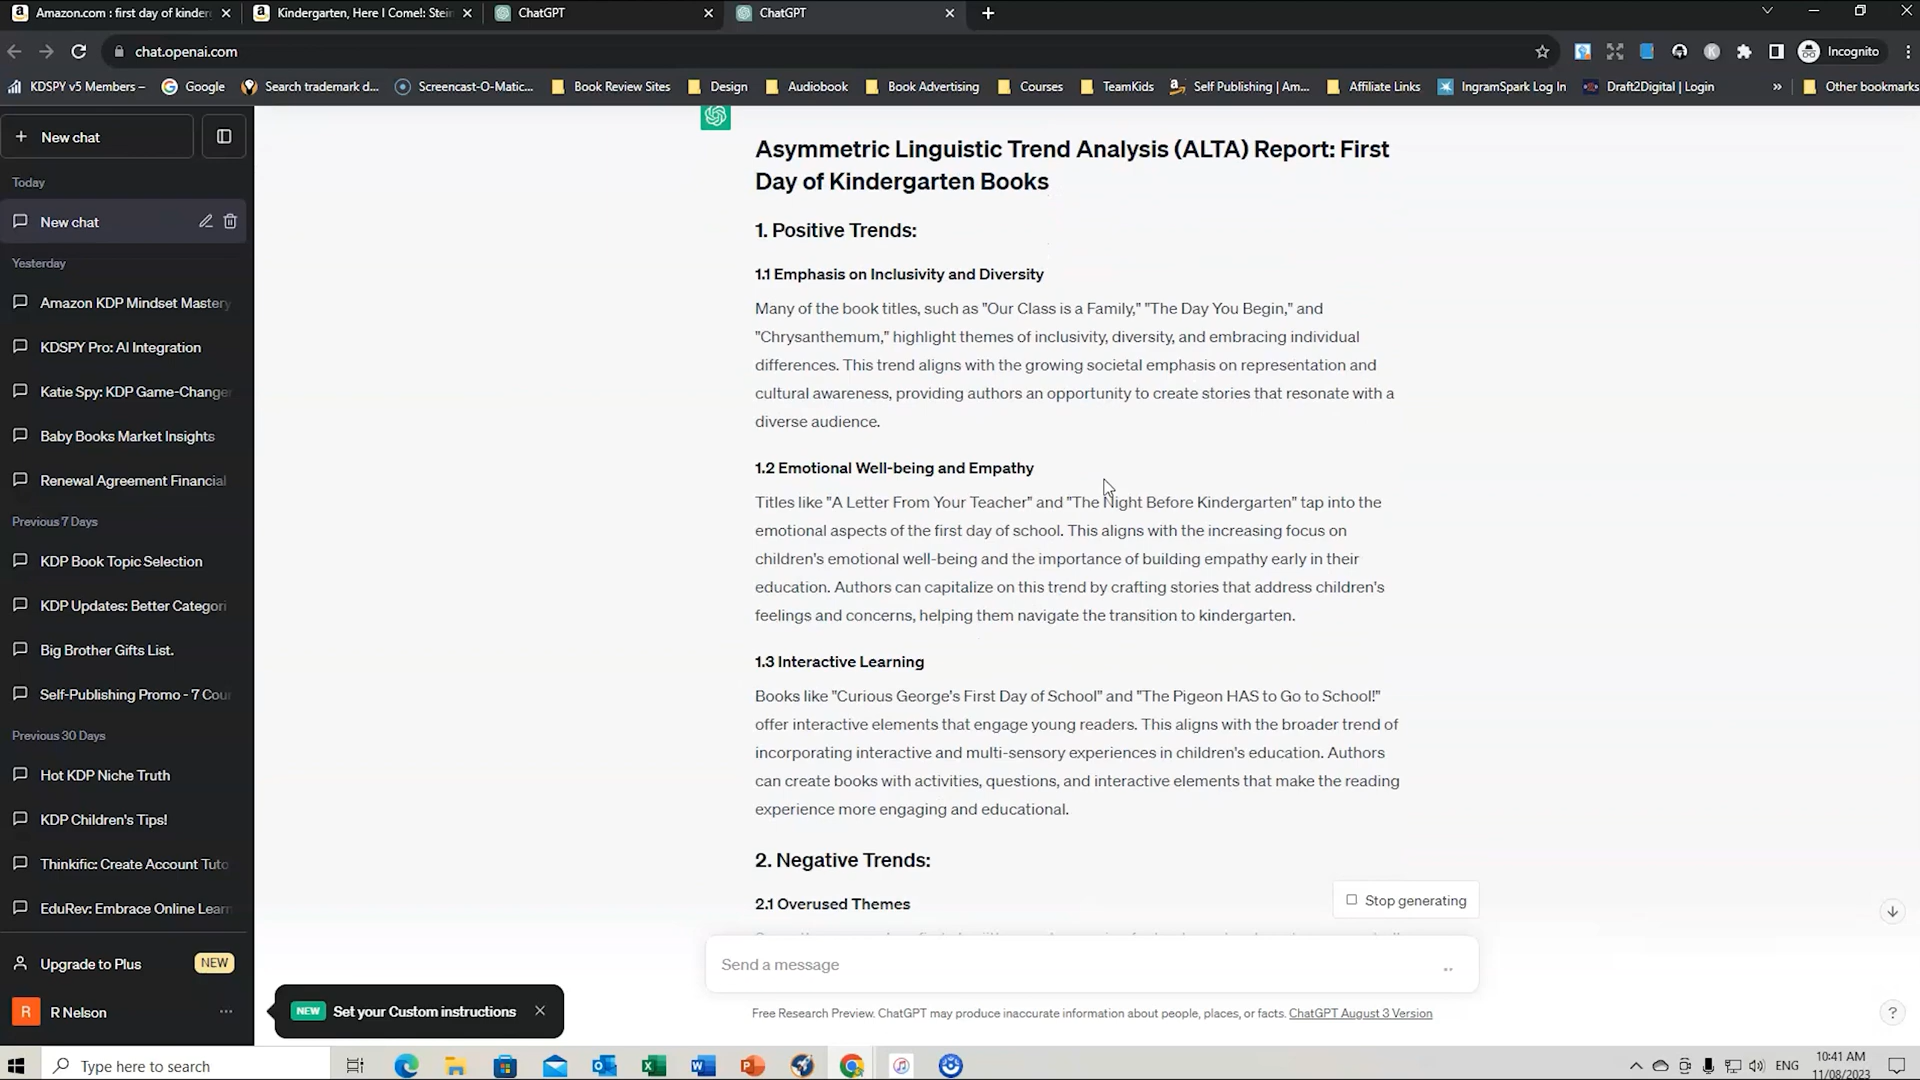 Amazon.com : first day of kinder
Kindergarten, Here I Come!: Stein
ChatGPT
ChatGPT
chat.openai.com
Incognito
KDSPY v5 Members –
Google
Search trademark d...
Screencast-O-Matic...
Book Review Sites
Design
Audiobook
Book Advertising
Courses
TeamKids
Self Publishing | Am...
Affiliate Links
IngramSpark Log In
Draft2Digital | Login
»
Other bookmarks
+ New chat
Today
New chat
Yesterday
Amazon KDP Mindset Mastery
KDSPY Pro: AI Integration
Katie Spy: KDP Game-Change
Baby Books Market Insights
Renewal Agreement Financial
Previous 7 Days
KDP Book Topic Selection
KDP Updates: Better Categori
Big Brother Gifts List.
Self-Publishing Promo - 7 Cou
Previous 30 Days
Hot KDP Niche Truth
KDP Children's Tips!
Thinkific: Create Account Tuto
EduRev: Embrace Online Lear
Upgrade to Plus NEW
R R Nelson ...
Asymmetric Linguistic Trend Analysis (ALTA) Report: First
Day of Kindergarten Books
1. Positive Trends:
1.1 Emphasis on Inclusivity and Diversity
Many of the book titles, such as "Our Class is a Family," "The Day You Begin," and
"Chrysanthemum," highlight themes of inclusivity, diversity, and embracing individual
differences. This trend aligns with the growing societal emphasis on representation and
cultural awareness, providing authors an opportunity to create stories that resonate with a
diverse audience.
1.2 Emotional Well-being and Empathy
Titles like "A Letter From Your Teacher" and "The Night Before Kindergarten" tap into the
emotional aspects of the first day of school. This aligns with the increasing focus on
children's emotional well-being and the importance of building empathy early in their
education. Authors can capitalize on this trend by crafting stories that address children's
feelings and concerns, helping them navigate the transition to kindergarten.
1.3 Interactive Learning
Books like "Curious George's First Day of School" and "The Pigeon HAS to Go to School!"
offer interactive elements that engage young readers. This aligns with the broader trend of
incorporating interactive and multi-sensory experiences in children's education. Authors
can create books with activities, questions, and interactive elements that make the reading
experience more engaging and educational.
2. Negative Trends:
2.1 Overused Themes
Stop generating
Send a message
NEW Set your Custom instructions
Free Research Preview. ChatGPT may produce inaccurate information about people, places, or facts. ChatGPT August 3 Version
?
Type here to search
ENG
10:41 AM
11/08/2023